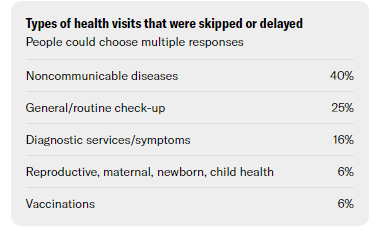 Types of health visits that were skipped or delayed
People could choose multiple responses
Noncommunicable diseases 40%
General/routine check-up 25%
Diagnostic services/symptoms 16%
Reproductive, maternal, newborn, child health 6%
Vaccinations 6%